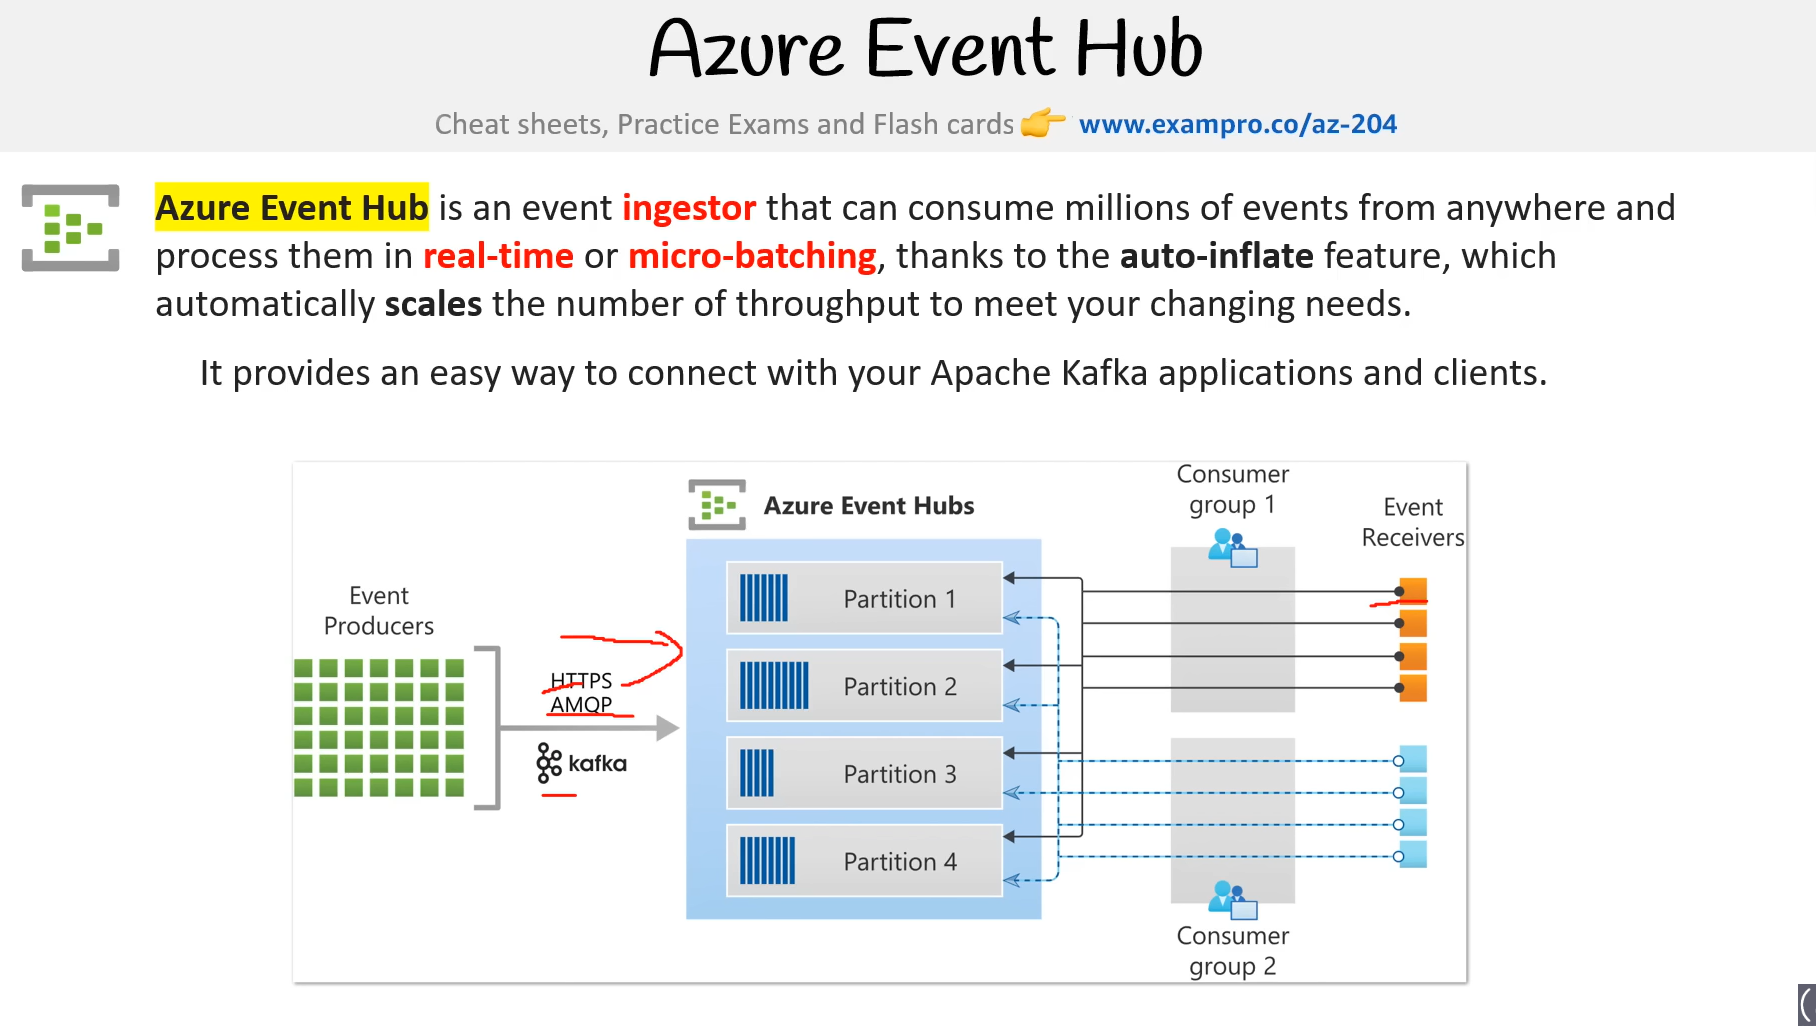 Azure Event Hub
Cheat sheets, Practice Exams and Flash cards www.exampro.co/az-204
Azure Event Hub is an event ingestor that can consume millions of events from anywhere and
process them in real-time or micro-batching, thanks to the auto-inflate feature, which
automatically scales the number of throughput to meet your changing needs.
It provides an easy way to connect with your Apache Kafka applications and clients.
Event
Producers
HTTPS
AMQP
kafka
Azure Event Hubs
Partition 1
Partition 2
Partition 3
Partition 4
Consumer
group 1
Consumer
group 2
Event
Receivers